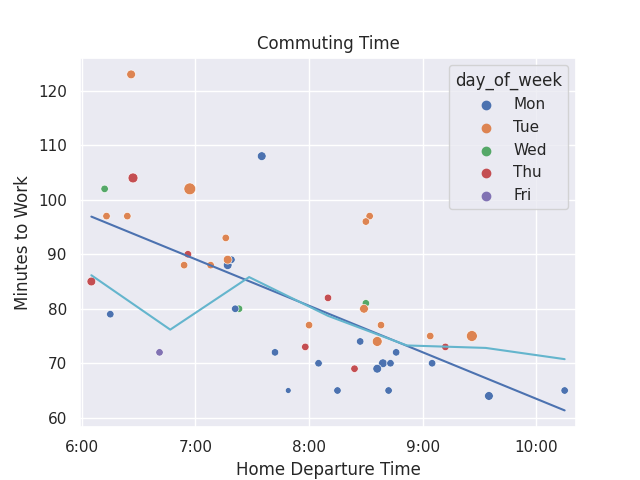 Commuting Time
day_of_week
Mon
Tue
Wed
Thu
Fri
120
110
100
90
80
70
60
Minutes to Work
6:00 7:00 8:00 9:00 10:00
Home Departure Time